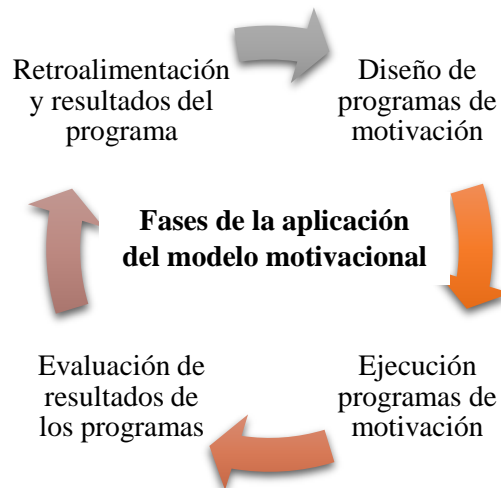 Retroalimentación
y resultados del
programa
Diseño de
programas de
motivación
Fases de la aplicación
del modelo motivacional
Evaluación de
resultados de
los programas
Ejecución
programas de
motivación